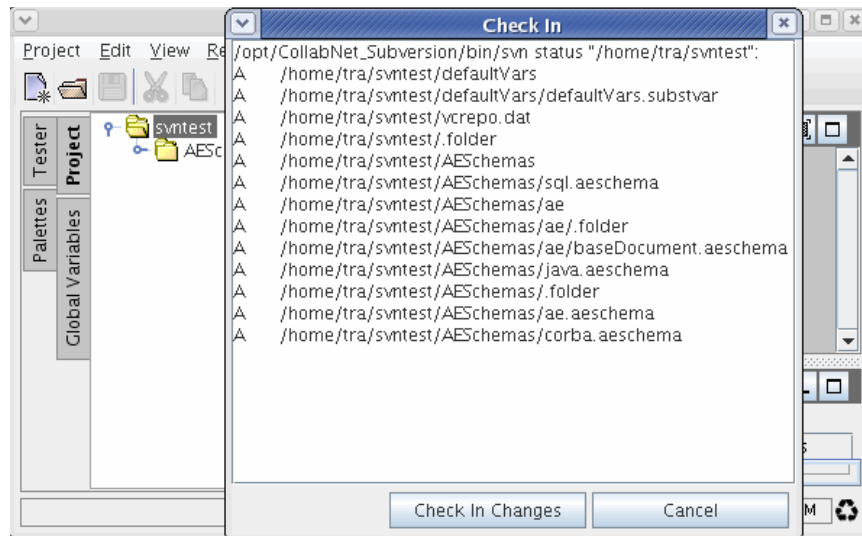 Check In
Project Edit View Re
/opt/CollabNet_Subversion/bin/svn status "/home/tra/svntest":
A /home/tra/svntest/defaultVars
A /home/tra/svntest/defaultVars/defaultVars.substvar
A /home/tra/svntest/vcrepo.dat
A /home/tra/svntest/.folder
A /home/tra/svntest/AESchemas
A /home/tra/svntest/AESchemas/sql.aeschema
A /home/tra/svntest/AESchemas/ae
A /home/tra/svntest/AESchemas/ae/.folder
A /home/tra/svntest/AESchemas/ae/baseDocument.aeschema
A /home/tra/svntest/AESchemas/java.aeschema
A /home/tra/svntest/AESchemas/.folder
A /home/tra/svntest/AESchemas/ae.aeschema
A /home/tra/svntest/AESchemas/corba.aeschema
Tester
Project
Palettes
Global Variables
svntest
AESc
Check In Changes
Cancel
M